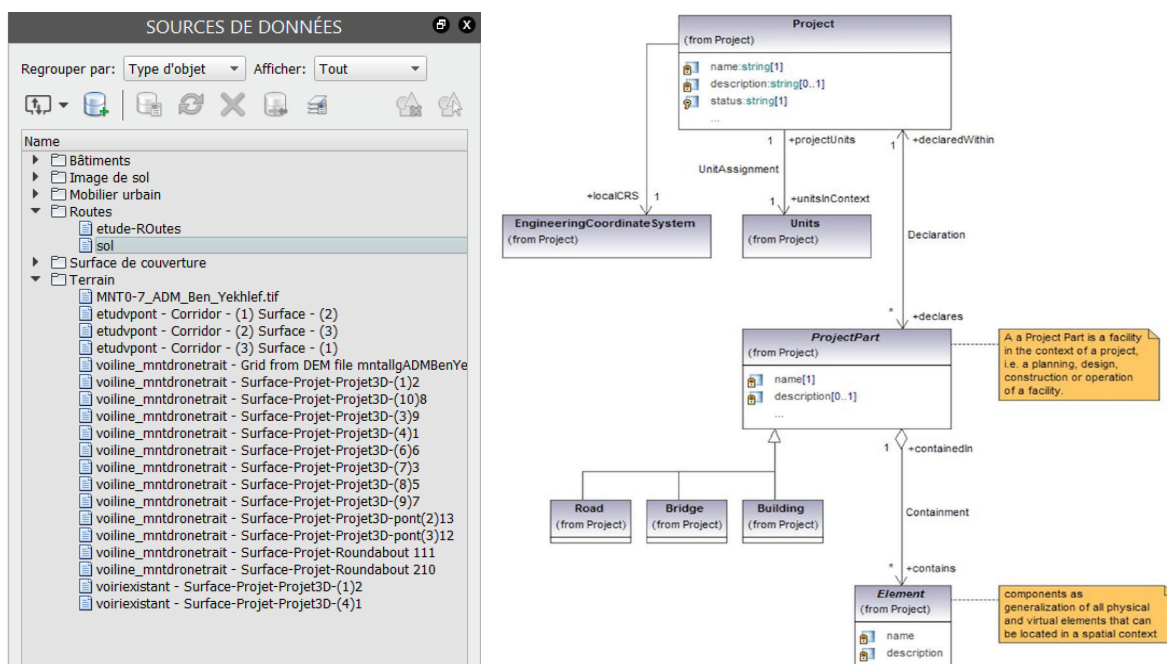 SOURCES DE DONNÉES
Regrouper par: Type d'objet Afficher: Tout
Name
Bâtiments
Image de sol
Mobilier urbain
Routes
etude-ROutes
sol
Surface de couverture
Terrain
MNT0-7_ADM_Ben_Yekhlef.tif
etudvpont - Corridor - (1) Surface - (2)
etudvpont - Corridor - (2) Surface - (3)
etudvpont - Corridor - (3) Surface - (1)
voiline_mntdronetrait - Grid from DEM file mntallgADMBenYe
voiline_mntdronetrait - Surface-Projet-Projet3D-(1)2
voiline_mntdronetrait - Surface-Projet-Projet3D-(10)8
voiline_mntdronetrait - Surface-Projet-Projet3D-(3)9
voiline_mntdronetrait - Surface-Projet-Projet3D-(4)1
voiline_mntdronetrait - Surface-Projet-Projet3D-(6)6
voiline_mntdronetrait - Surface-Projet-Projet3D-(7)3
voiline_mntdronetrait - Surface-Projet-Projet3D-(8)5
voiline_mntdronetrait - Surface-Projet-Projet3D-(9)7
voiline_mntdronetrait - Surface-Projet-Projet3D-pont(2)13
voiline_mntdronetrait - Surface-Projet-Projet3D-pont(3)12
voiline_mntdronetrait - Surface-Projet-Roundabout 111
voiline_mntdronetrait - Surface-Projet-Roundabout 210
voiriexistant - Surface-Projet-Projet3D-(1)2
voiriexistant - Surface-Projet-Projet3D-(4)1
Project
(from Project)
name:string[1]
description:string[0..1]
status:string[1]
...
1 +projectUnits
1 +declaredWithin
UnitAssignment
+localCRS 1
1 +unitsInContext
EngineeringCoordinateSystem
(from Project)
Units
(from Project)
Declaration
* +declares
ProjectPart
(from Project)
name[1]
description[0..1]
...
A a Project Part is a facility
in the context of a project,
i.e. a planning, design,
construction or operation
of a facility.
1 +containedIn
Road
(from Project)
Bridge
(from Project)
Building
(from Project)
Containment
* +contains
Element
(from Project)
name
description
components as
generalization of all physical
and virtual elements that can
be located in a spatial context